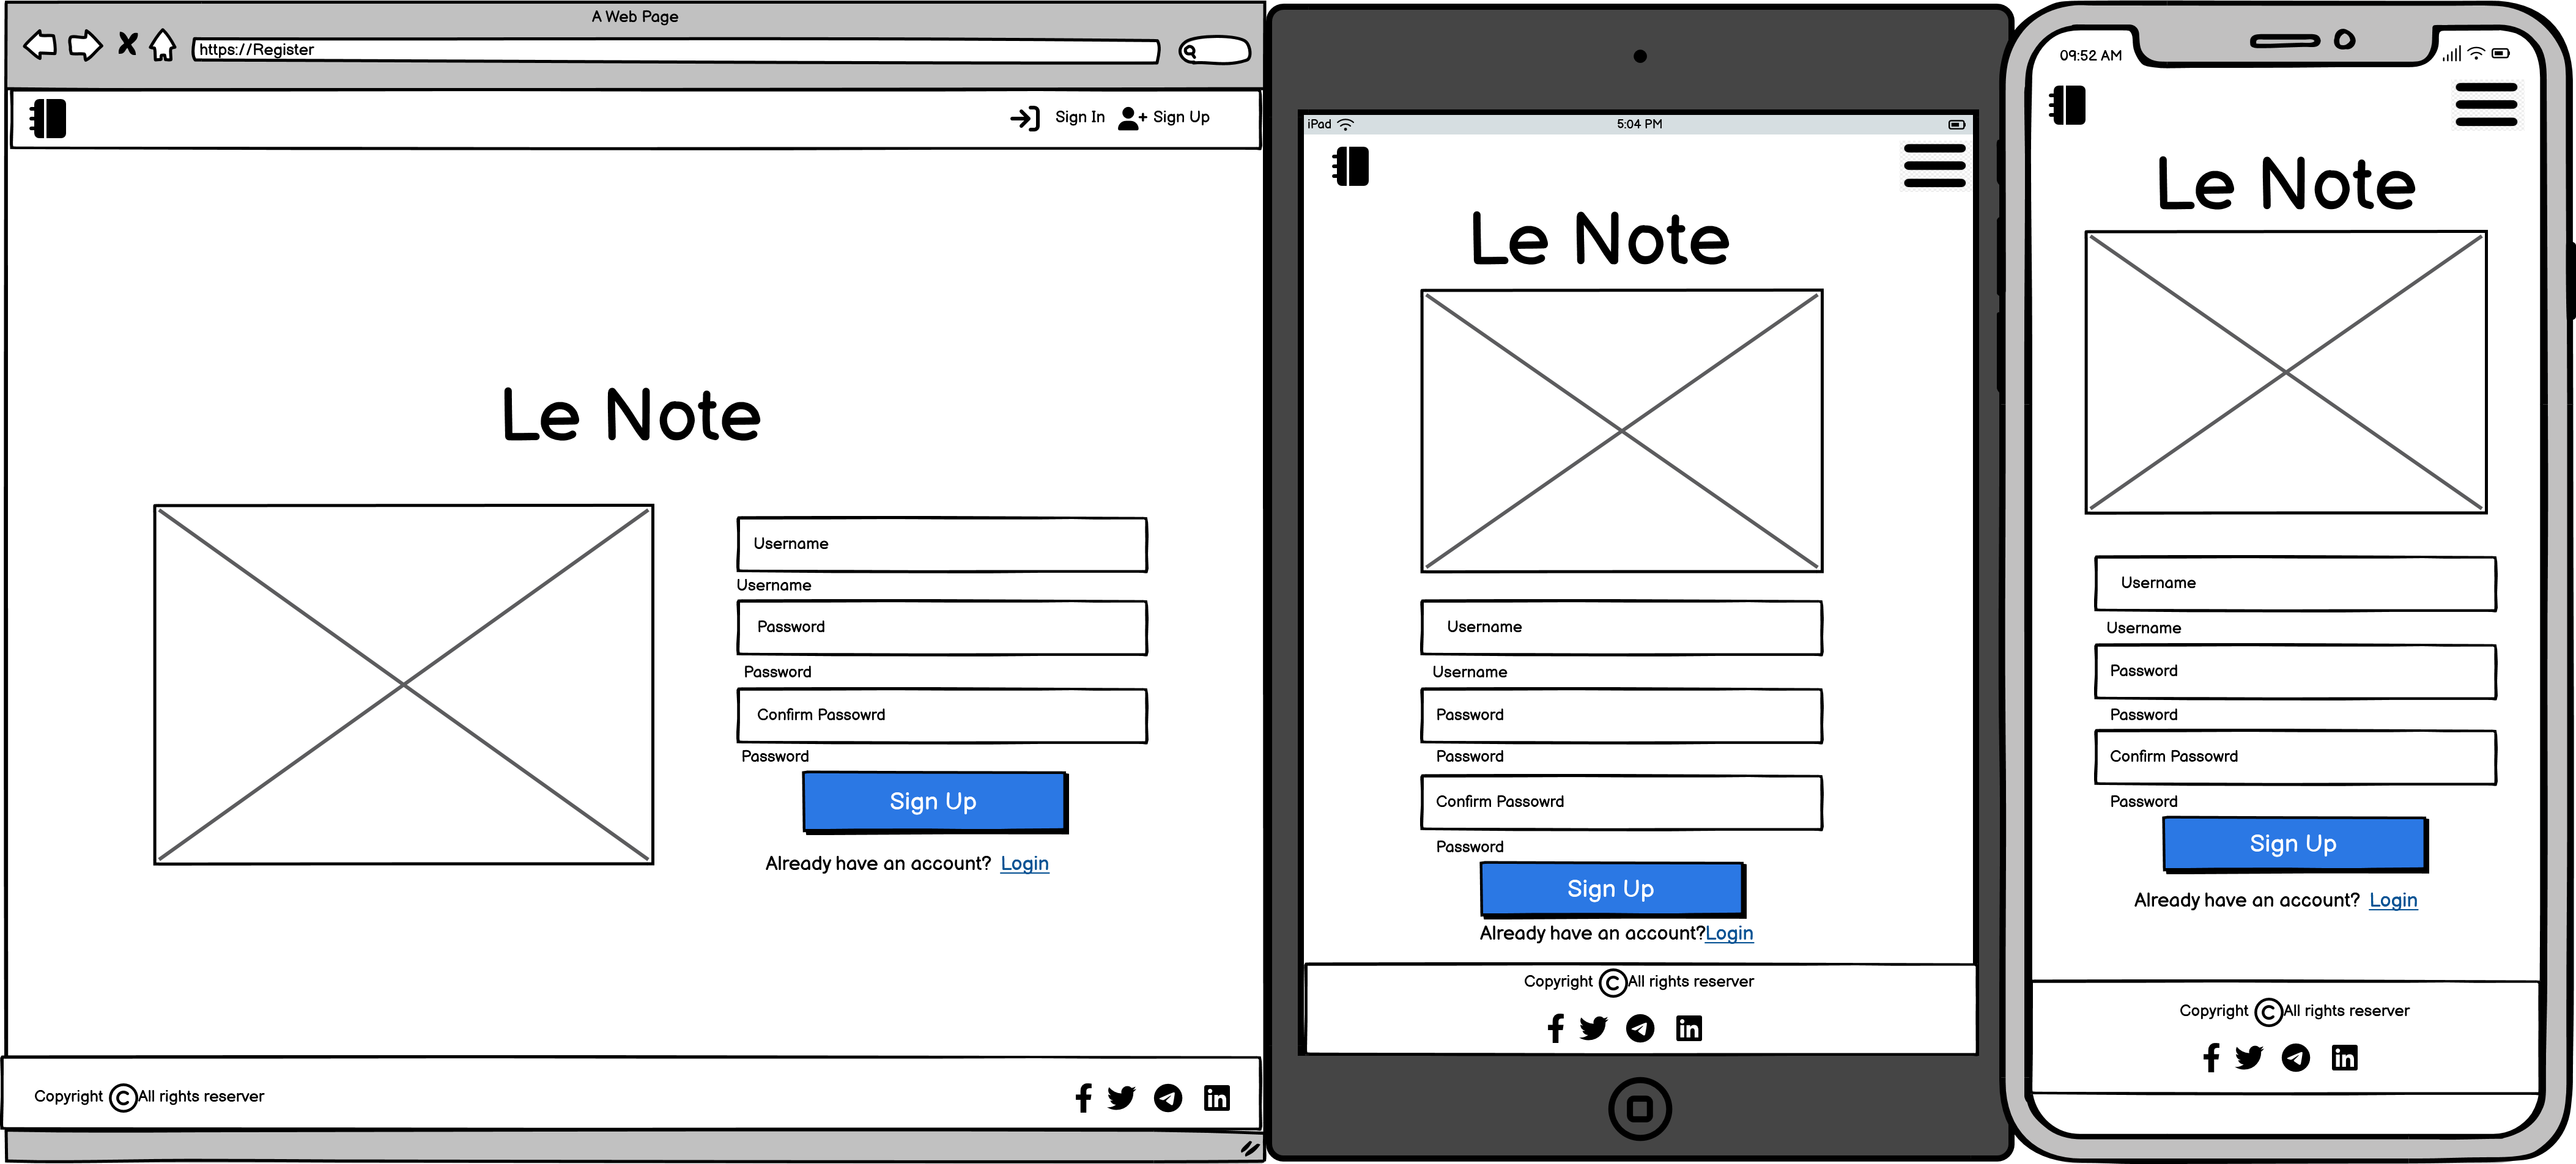 A Web Page
https://Register
Sign In Sign Up
Le Note
Username
Username
Password
Password
Confirm Passowrd
Password
Sign Up
Already have an account? Login
Copyright © All rights reserver
iPad 5:04 PM
Le Note
Username
Username
Password
Password
Confirm Passowrd
Password
Sign Up
Already have an account?Login
Copyright © All rights reserver
09:52 AM
Le Note
Username
Username
Password
Password
Confirm Passowrd
Password
Sign Up
Already have an account? Login
Copyright © All rights reserver